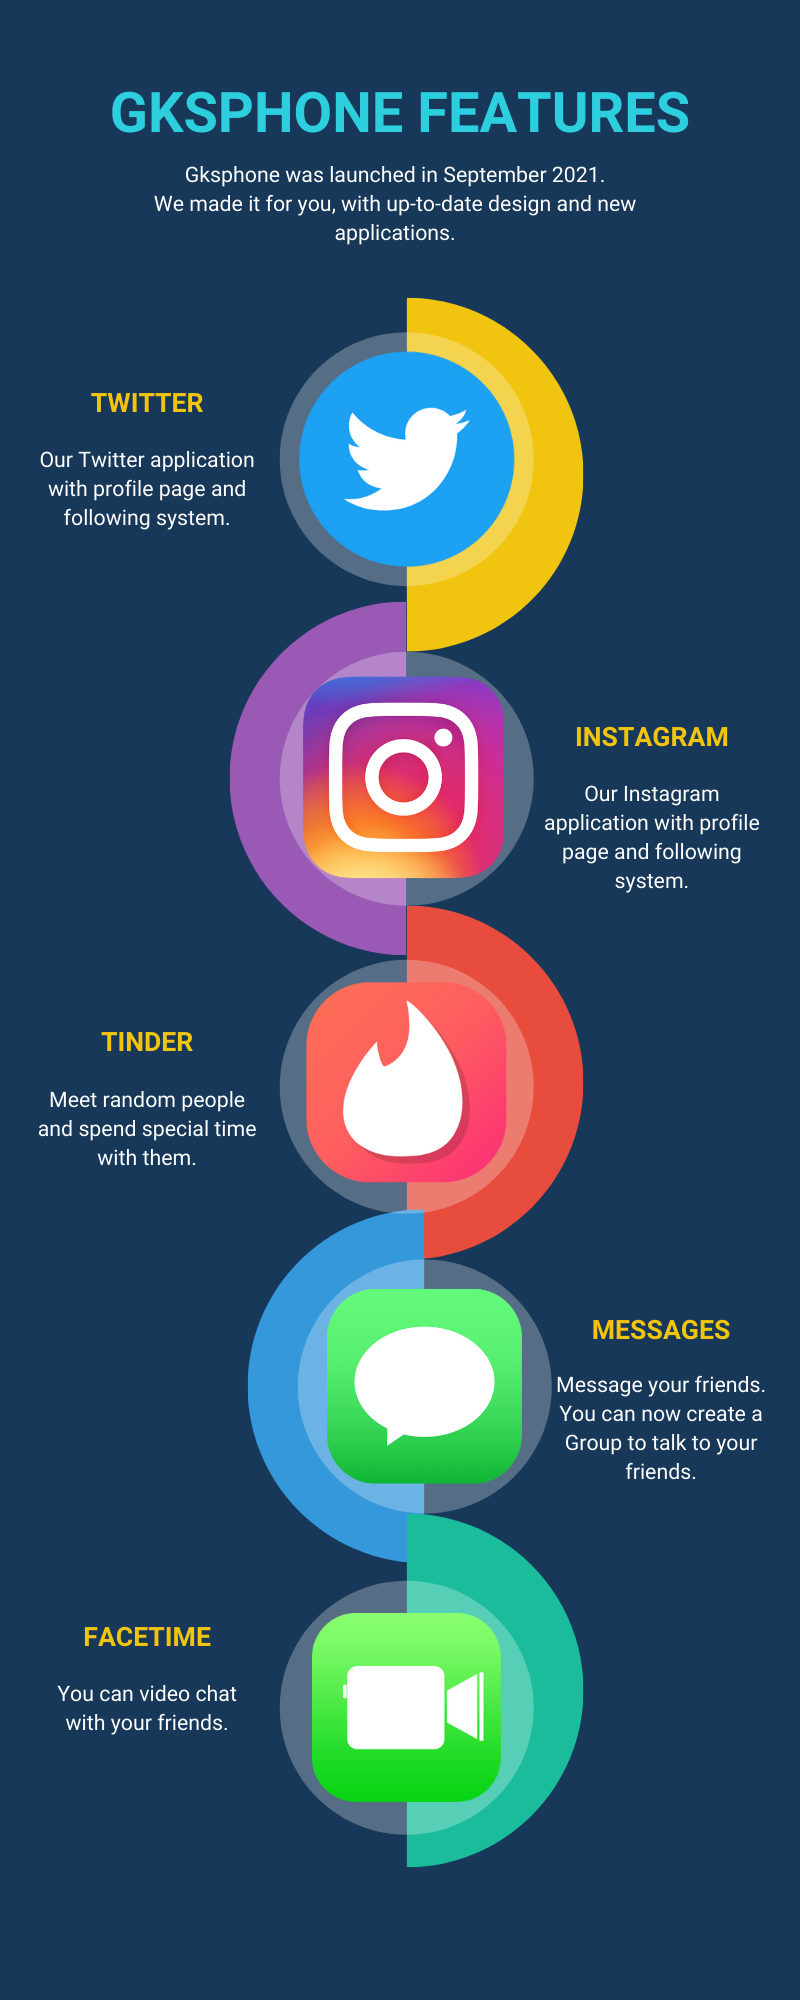 GKSPHONE FEATURES
Gksphone was launched in September 2021.
We made it for you, with up-to-date design and new
applications.
TWITTER
Our Twitter application
with profile page and
following system.
INSTAGRAM
Our Instagram
application with profile
page and following
system.
TINDER
Meet random people
and spend special time
with them.
MESSAGES
Message your friends.
You can now create a
Group to talk to your
friends.
FACETIME
You can video chat
with your friends.